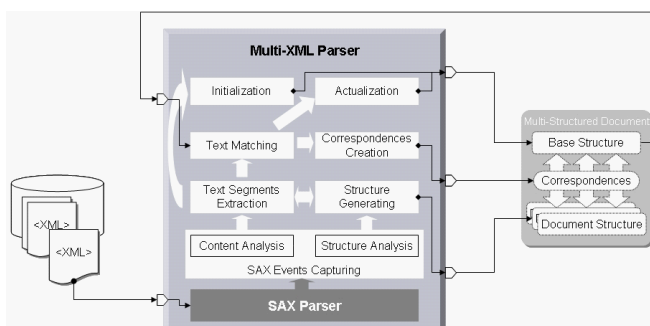 Multi-XML Parser
Initialization
Actualization
Text Matching
Correspondences
Creation
Text Segments
Extraction
Structure
Generating
Content Analysis
Structure Analysis
SAX Events Capturing
SAX Parser
<XML>
<XML>
Multi-Structured Document
Base Structure
Correspondences
Document Structure